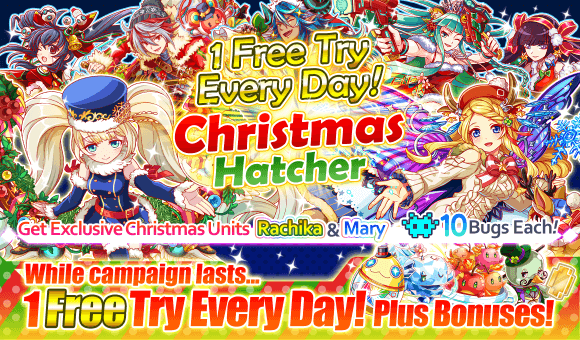 1 Free Try
Every Day!
Christmas
Hatcher
Get Exclusive Christmas Units Rachika & Mary 10 Bugs Each!
While campaign lasts...
1 Free Try Every Day! Plus Bonuses!